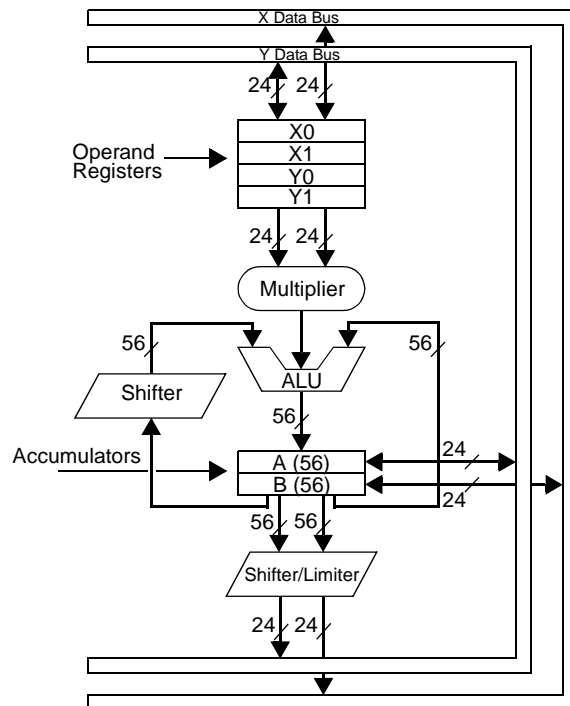 X Data Bus
Y Data Bus
24 24
X0
X1
Y0
Y1
Operand
Registers
24 24
Multiplier
56 56
ALU
Shifter
56
Accumulators
A (56)
B (56)
24
24
56 56
Shifter/Limiter
24 24